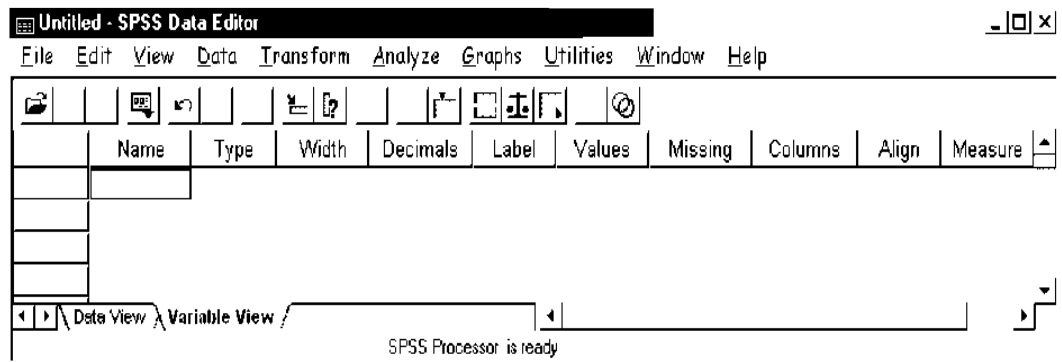 Untitled - SPSS Data Editor
File Edit View Data Transform Analyze Graphs Utilities Window Help
Name Type Width Decimals Label Values Missing Columns Align Measure
Data View Variable View
SPSS Processor is ready